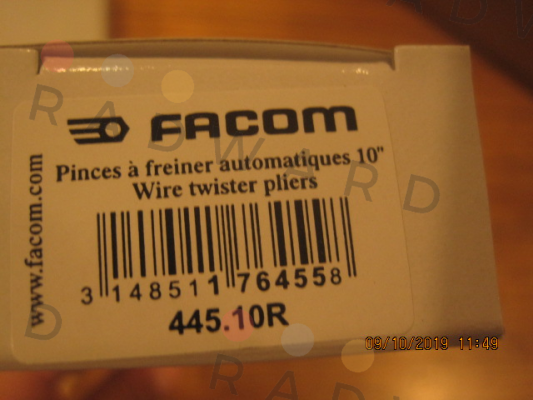 FACOM
Pinces à freiner automatiques 10"
Wire twister pliers
www.facom.com
3 148511 764558
445.10R
09/10/2019 11:49
RADWARD